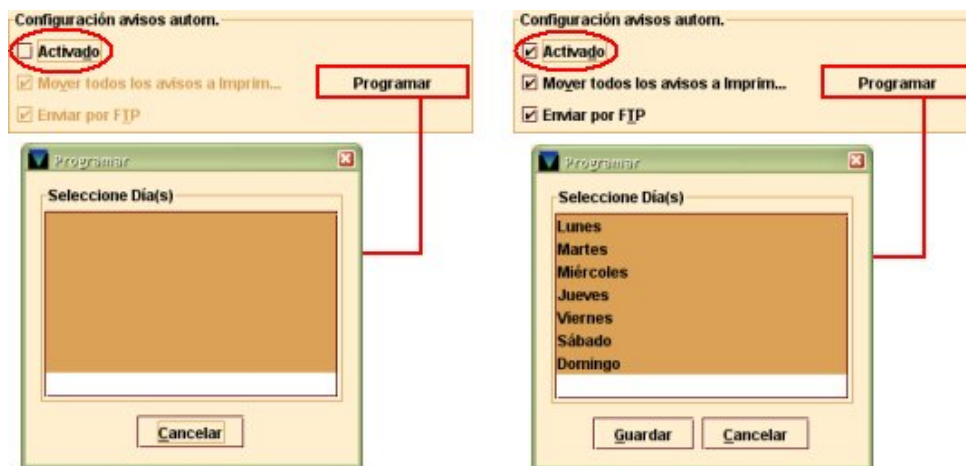 Configuración avisos autom.
Activado
Mover todos los avisos a Imprim...
Programar
Enviar por FTP
Programar
Seleccione Día(s)
Cancelar
Configuración avisos autom.
Activado
Mover todos los avisos a Imprim...
Programar
Enviar por FTP
Programar
Seleccione Día(s)
Lunes
Martes
Miércoles
Jueves
Viernes
Sábado
Domingo
Guardar
Cancelar